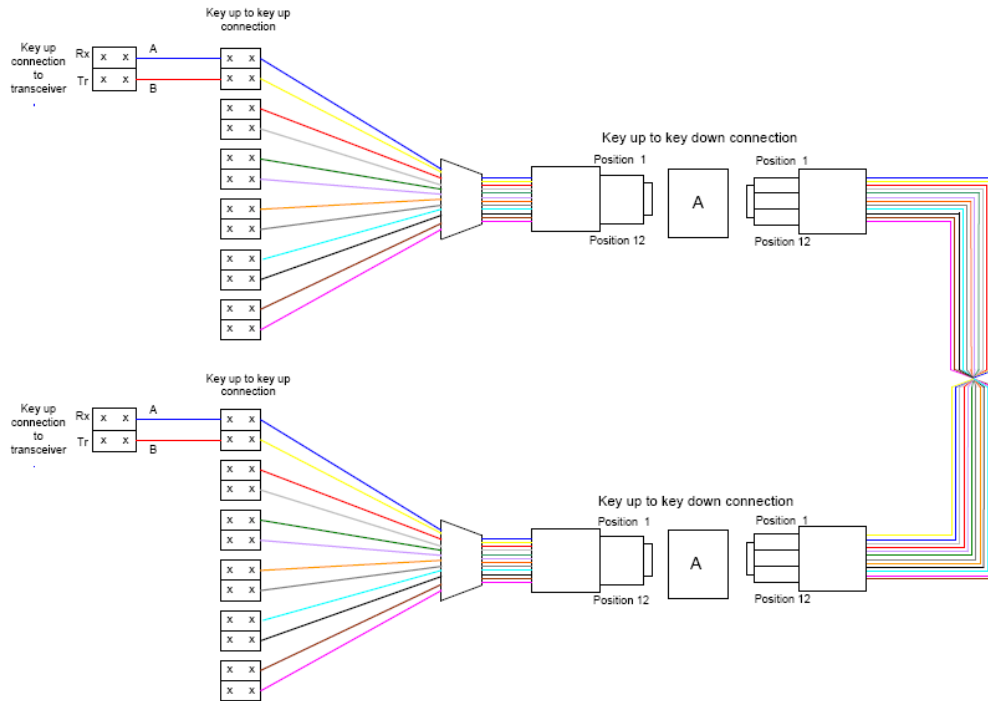 Key up to key up
connection
Key up
connection
to
transceiver
Rx
x x
A
Tr
x x
B
x x
x x
x x
x x
x x
x x
x x
x x
x x
x x
x x
x x
Key up to key down connection
Position 1
Position 12
A
Position 1
Position 12
Key up to key up
connection
Key up
connection
to
transceiver
Rx
x x
A
Tr
x x
B
x x
x x
x x
x x
x x
x x
x x
x x
x x
x x
x x
x x
Key up to key down connection
Position 1
Position 12
A
Position 1
Position 12